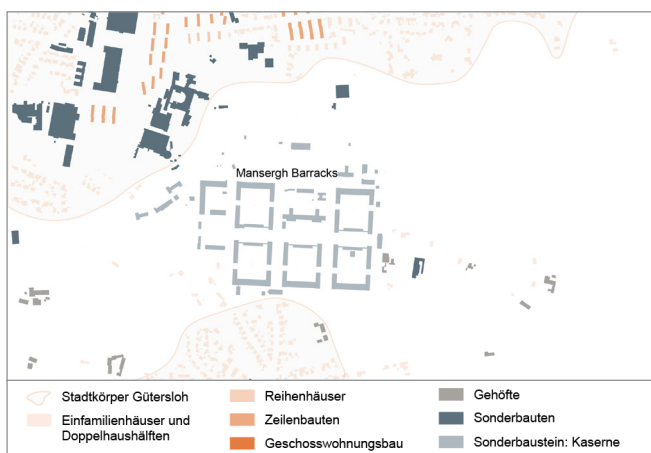 Mansergh Barracks
Stadtkörper Gütersloh
Einfamilienhäuser und
Doppelhaushälften
Reihenhäuser
Zeilenbauten
Geschosswohnungsbau
Gehöfte
Sonderbauten
Sonderbaustein: Kaserne